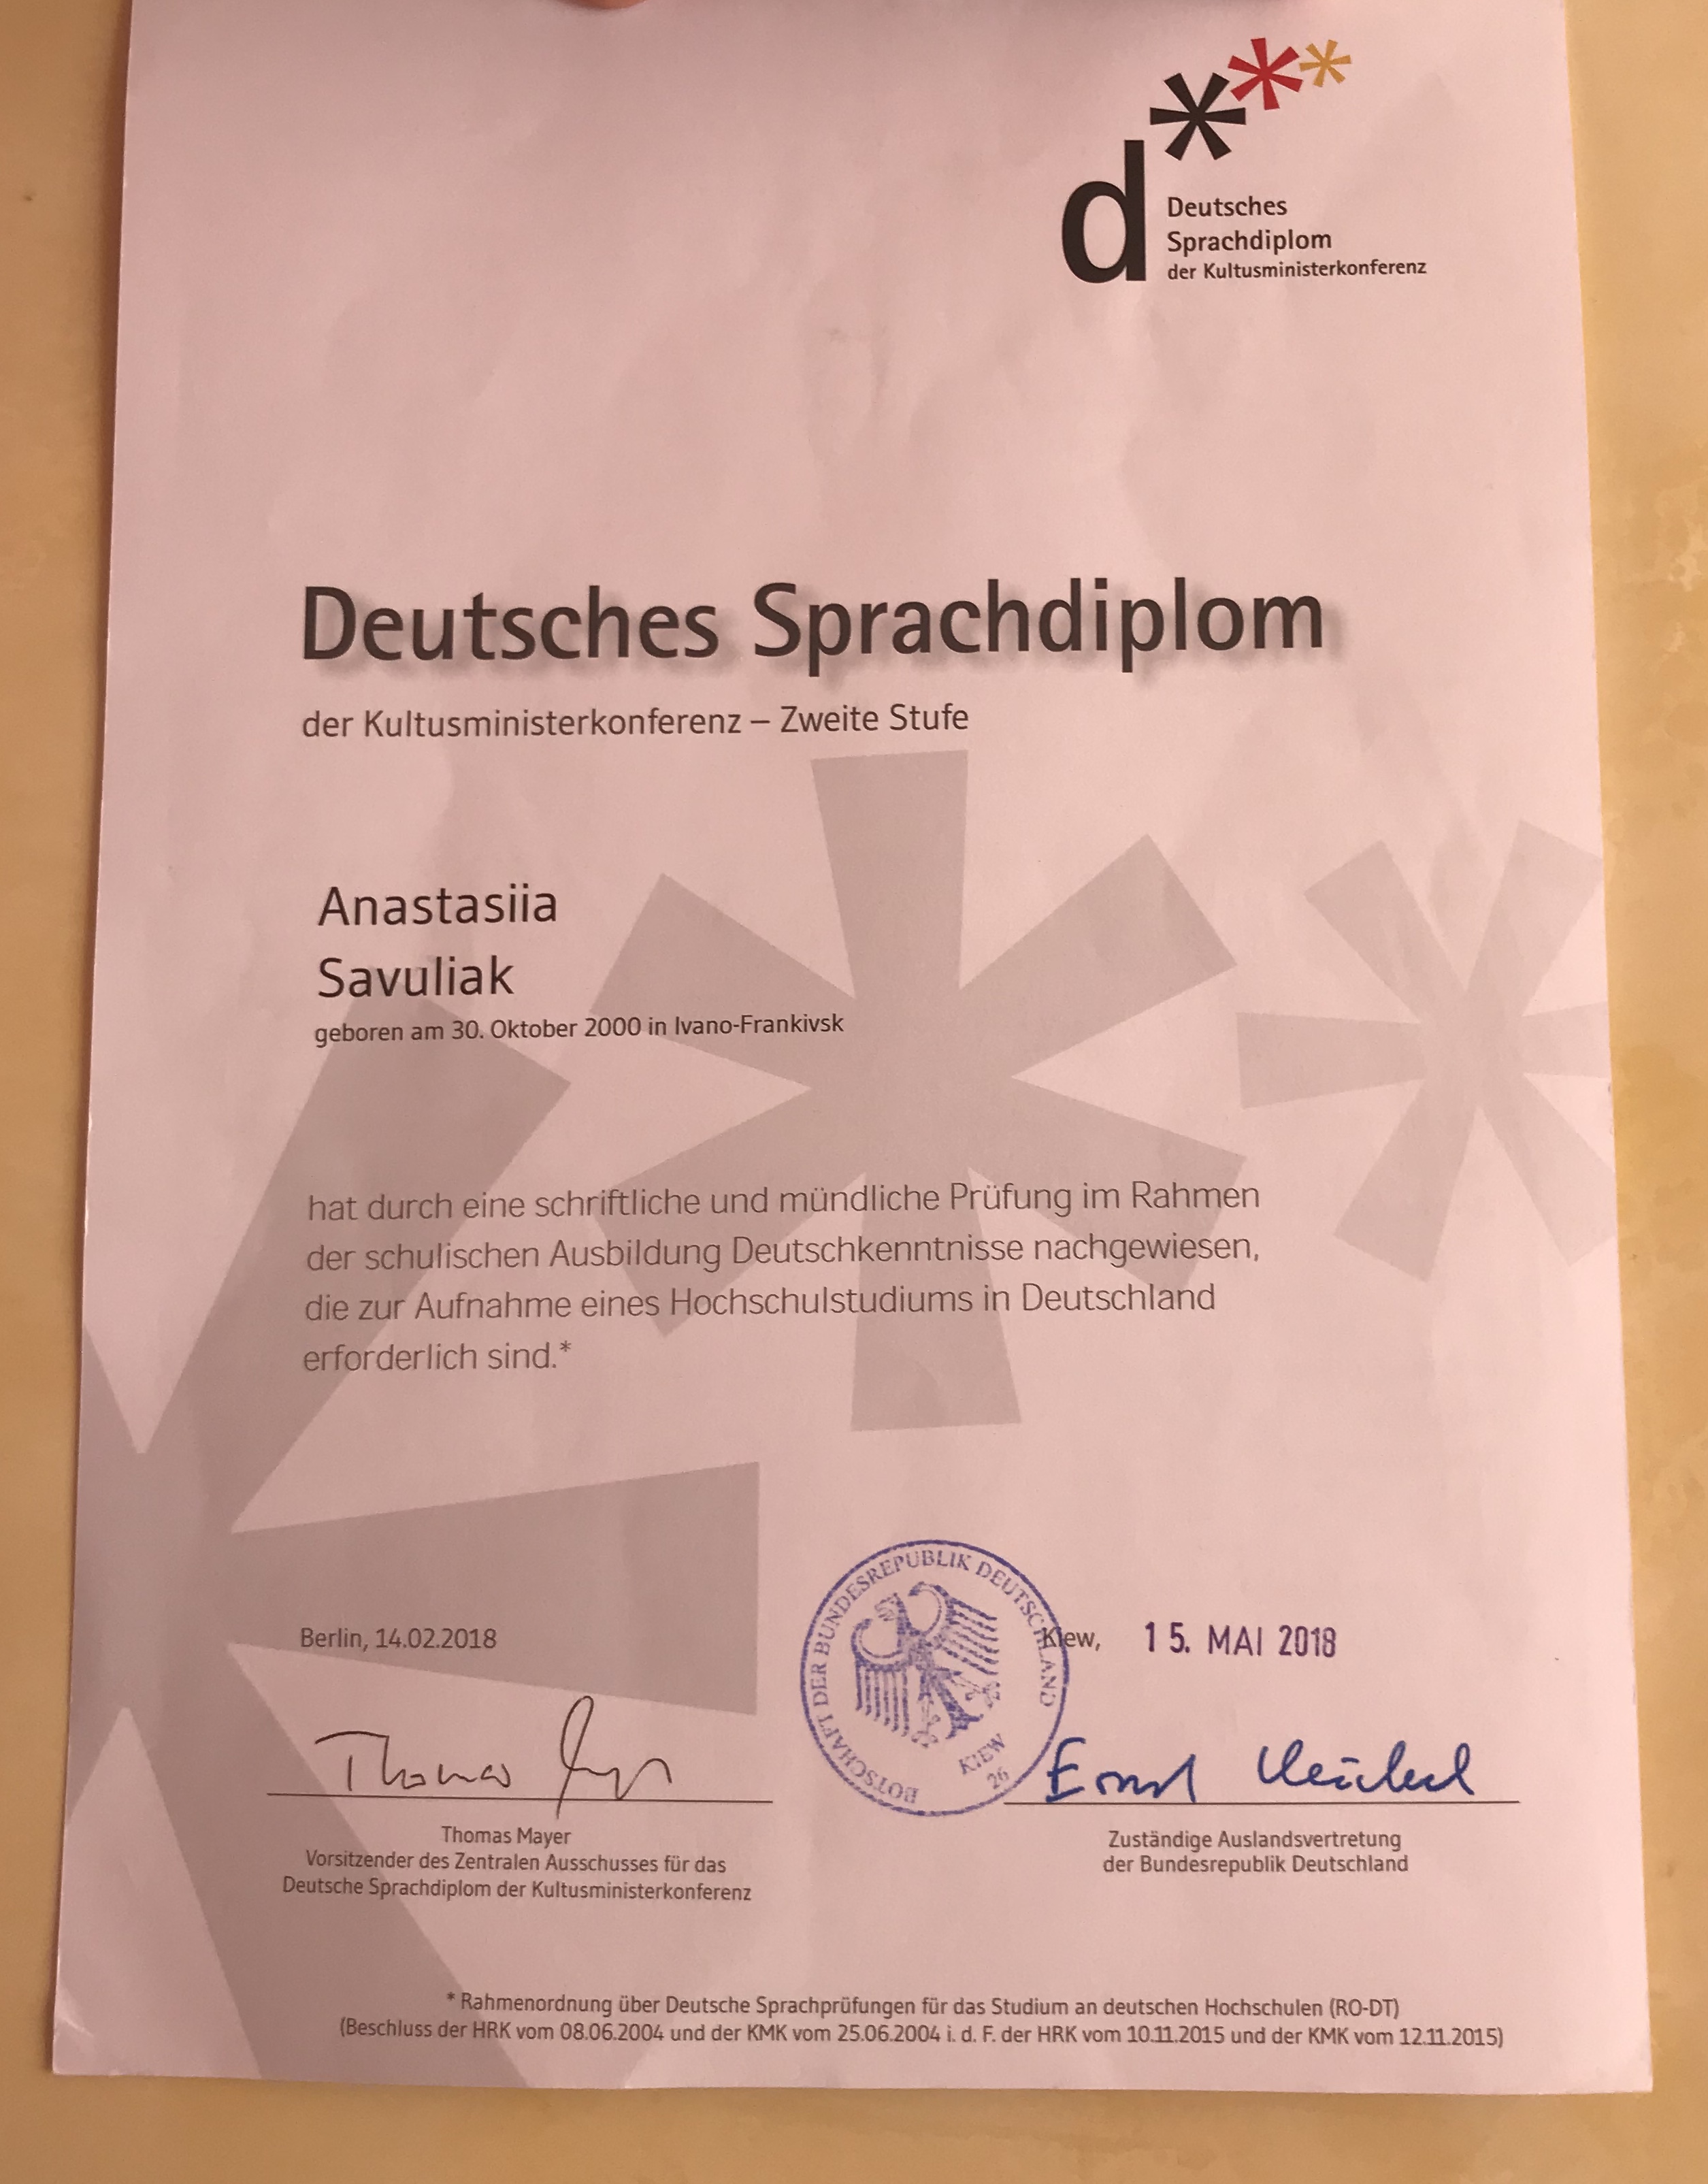 d
Deutsches
Sprachdiplom
der Kultusministerkonferenz
Deutsches Sprachdiplom
der Kultusministerkonferenz – Zweite Stufe
Anastasiia
Savuliak
geboren am 30. Oktober 2000 in Ivano-Frankivsk
hat durch eine schriftliche und mündliche Prüfung im Rahmen
der schulischen Ausbildung Deutschkenntnisse nachgewiesen,
die zur Aufnahme eines Hochschulstudiums in Deutschland
erforderlich sind.*
Berlin, 14.02.2018
BOTSCHAFT DER BUNDESREPUBLIK DEUTSCHLAND
KIEW
26
Kiew, 15. MAI 2018
Thomas
Ernst
Thomas Mayer
Vorsitzender des Zentralen Ausschusses für das
Deutsche Sprachdiplom der Kultusministerkonferenz
Zuständige Auslandsvertretung
der Bundesrepublik Deutschland
* Rahmenordnung über Deutsche Sprachprüfungen für das Studium an deutschen Hochschulen (RO-DT)
(Beschluss der HRK vom 08.06.2004 und der KMK vom 25.06.2004 i. d. F. der HRK vom 10.11.2015 und der KMK vom 12.11.2015)